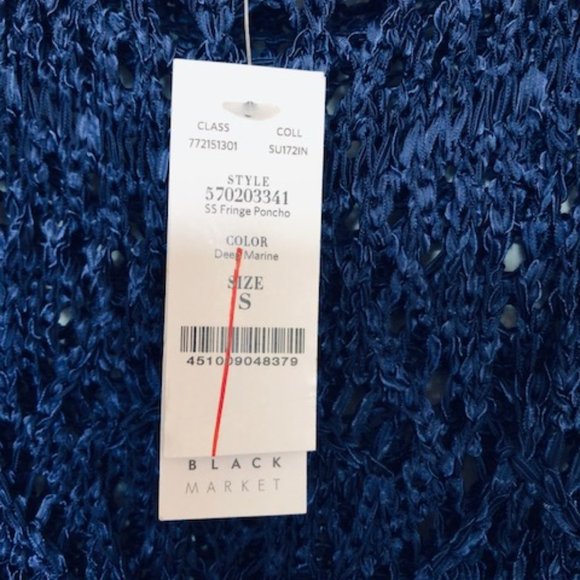 CLASS COLL
772151301 SU172IN
STYLE
570203341
SS Fringe Poncho
COLOR
Deep Marine
SIZE
S
451009048379
BLACK
MARKET